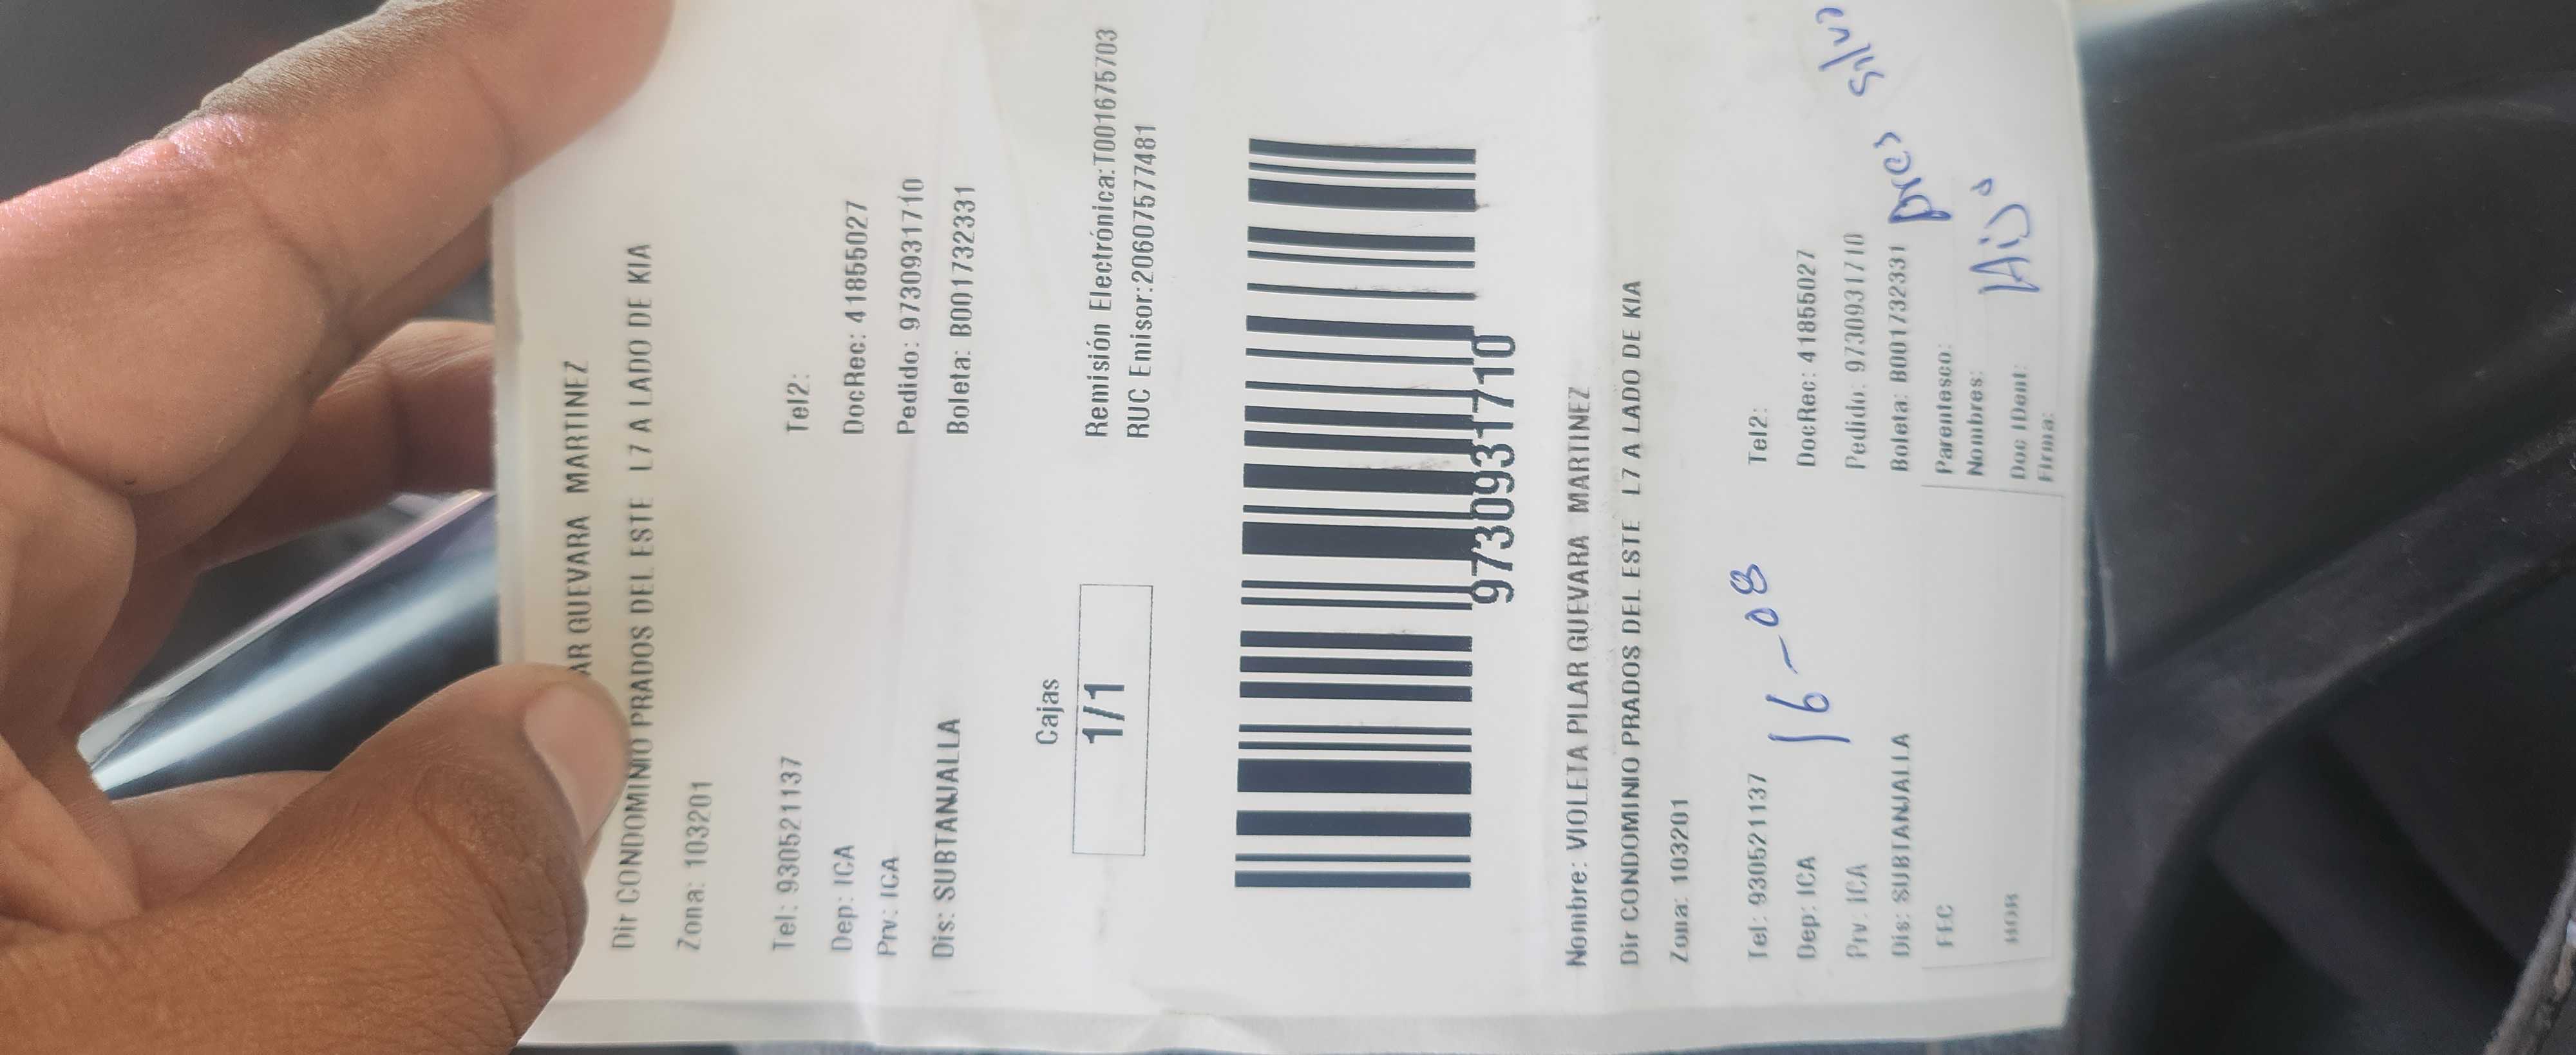 AR GUEVARA MARTINEZ
Dir CONDOMINIO PRADOS DEL ESTE L7 A LADO DE KIA
Zona: 103201
Tel: 930521137 Tel2:
Dep: ICA DocRec: 41855027
Prv: ICA Pedido: 9730931710
Dis: SUBTANJALLA Boleta: B001732331
Cajas
1/1
Remisión Electrónica:T001675703
RUC Emisor:20607577481
9730931710
Nombre: VIOLETA PILAR GUEVARA MARTINEZ
Dir CONDOMINIO PRADOS DEL ESTE L7 A LADO DE KIA
Zona: 103201
Tel: 930521137 Tel2:
16-08
Dep: ICA DocRec: 41855027
Prv: ICA Pedido: 9730931710
Dis: SUBTANJALLA Boleta: B001732331
FEC Parentesco:
Nombres:
HOR Doc IDent:
Firma: